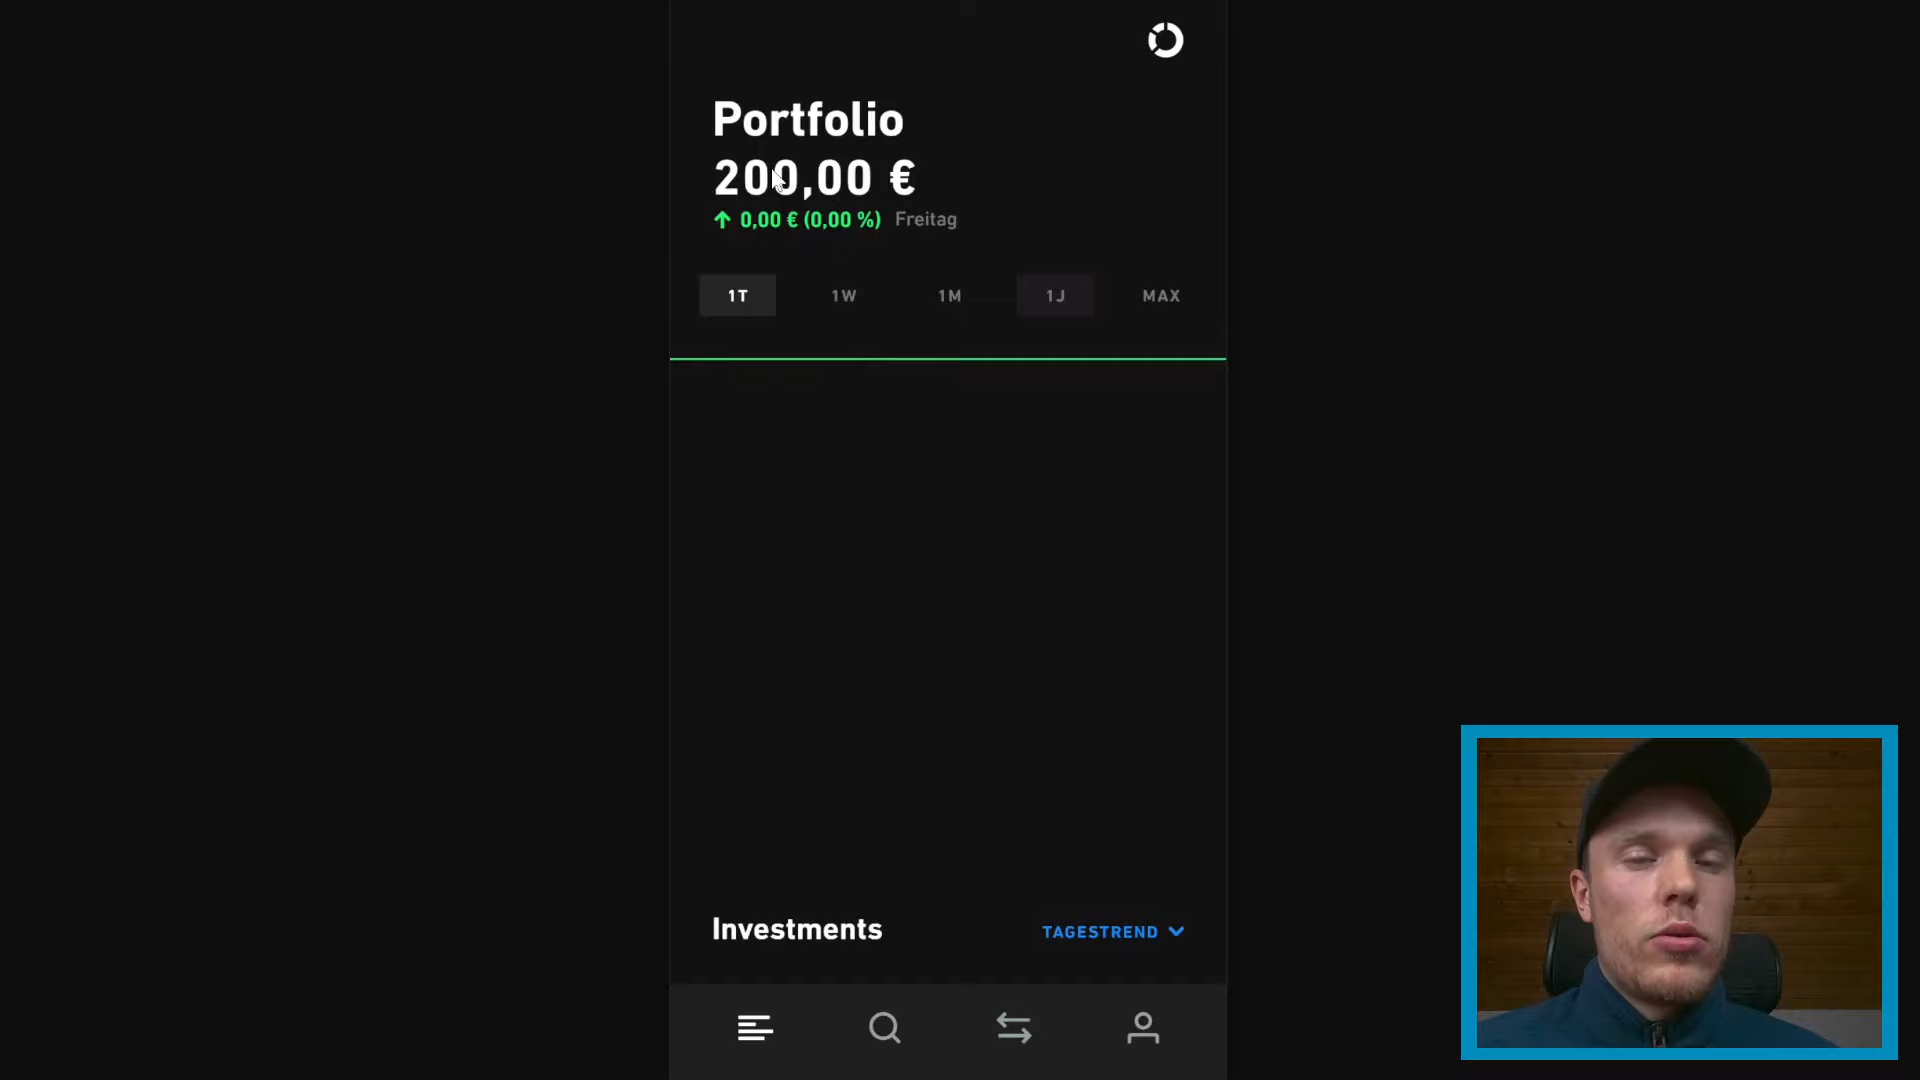 Portfolio
200,00 €
0,00 € (0,00 %) Freitag
1T 1W 1M 1J MAX
Investments TAGESTREND